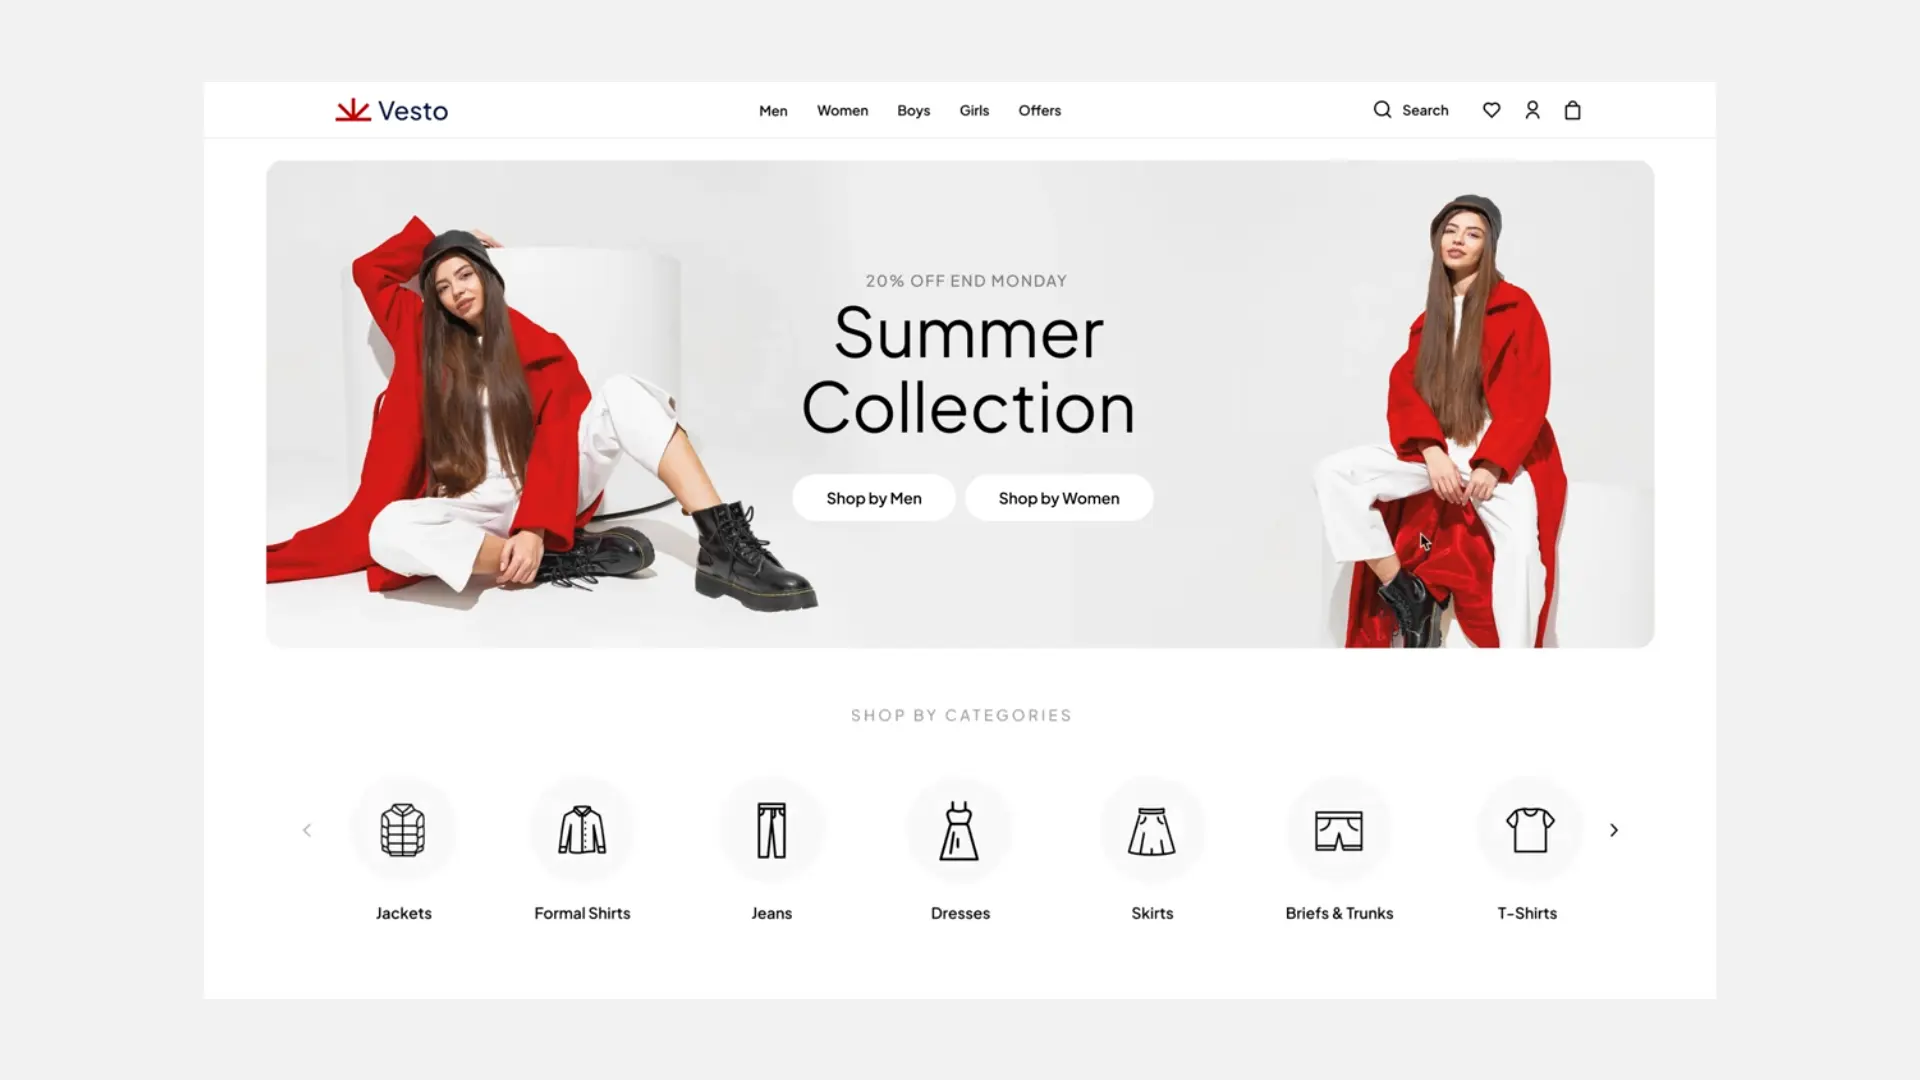 Vesto
Men
Women
Boys
Girls
Offers
Search
20% OFF END MONDAY
Summer
Collection
Shop by Men
Shop by Women
SHOP BY CATEGORIES
Jackets
Formal Shirts
Jeans
Dresses
Skirts
Briefs & Trunks
T-Shirts